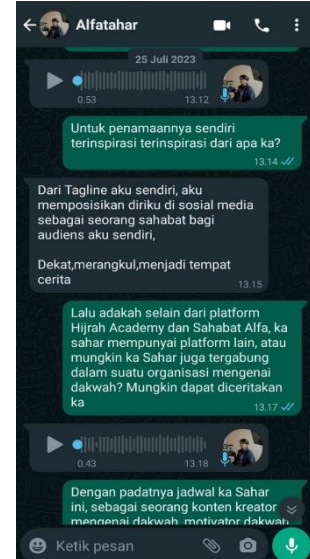 Alfatahar
25 Juli 2023
0.53 13.12
Untuk penamaannya sendiri
terinspirasi terinspirasi dari apa ka?
13.14
Dari Tagline aku sendiri, aku
memposisikan diriku di sosial media
sebagai seorang sahabat bagi
audiens aku sendiri,
Dekat,merangkul,menjadi tempat
cerita
13.15
Lalu adakah selain dari platform
Hijrah Academy dan Sahabat Alfa, ka
sahar mempunyai platform lain, atau
mungkin ka Sahar juga tergabung
dalam suatu organisasi mengenai
dakwah? Mungkin dapat diceritakan
ka
13.17
0.43 13.18
Dengan padatnya jadwal ka Sahar
ini, sebagai seorang konten kreator
mengenai dakwah, motivator dakwah
Ketik pesan